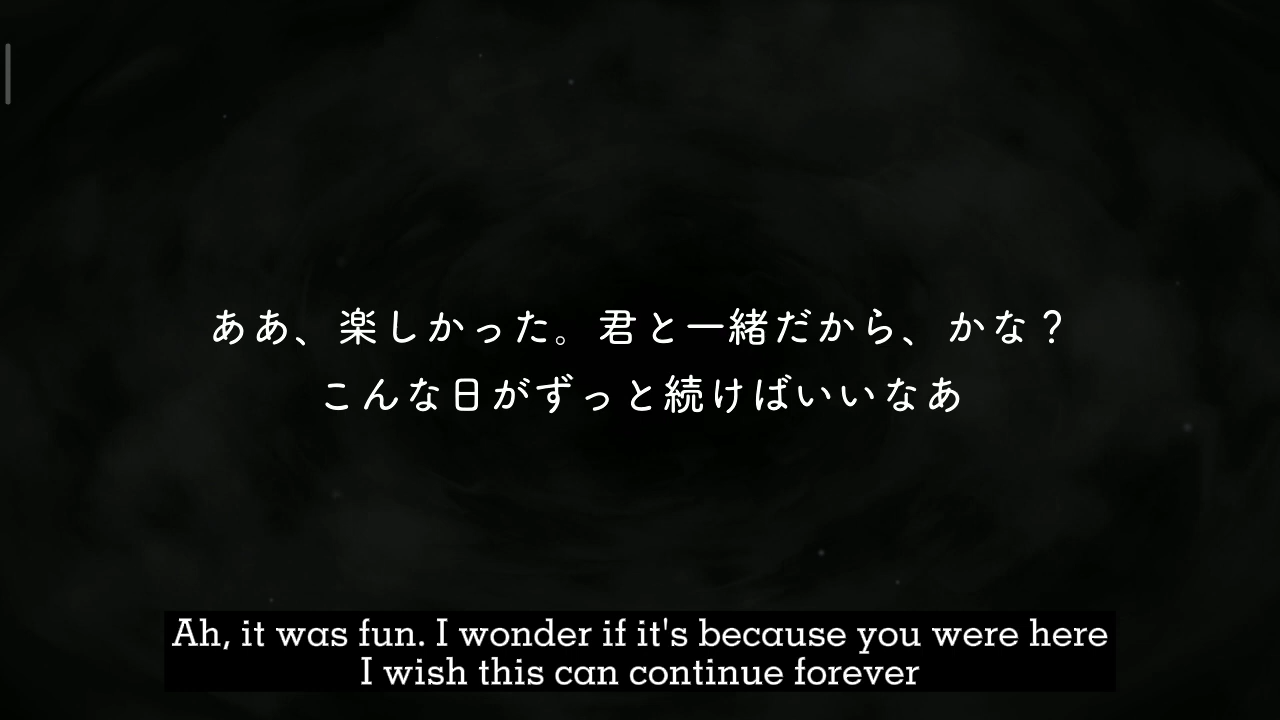 ああ、楽しかった。君と一緒だから、かな？
こんな日がずっと続けばいいなあ
Ah, it was fun. I wonder if it's because you were here
I wish this can continue forever